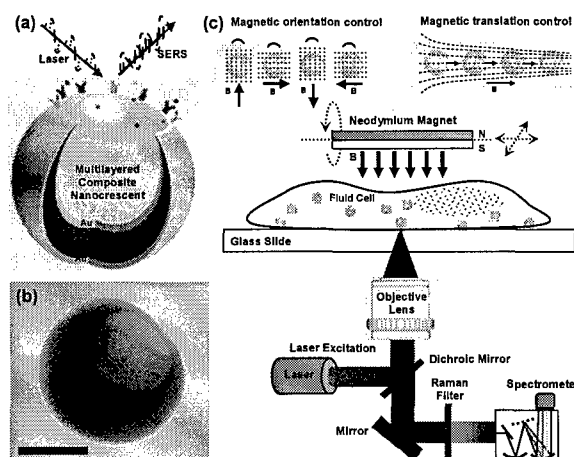 (a)
Laser
SERS
Multilayered
Composite
Nanocrescent
Au
(b)
(c)
Magnetic orientation control
Magnetic translation control
B
B
B
B
B
Neodymium Magnet
N
S
B
Fluid Cell
Glass Slide
Objective
Lens
Laser Excitation
Laser
Dichroic Mirror
Raman
Filter
Spectrometer
Mirror